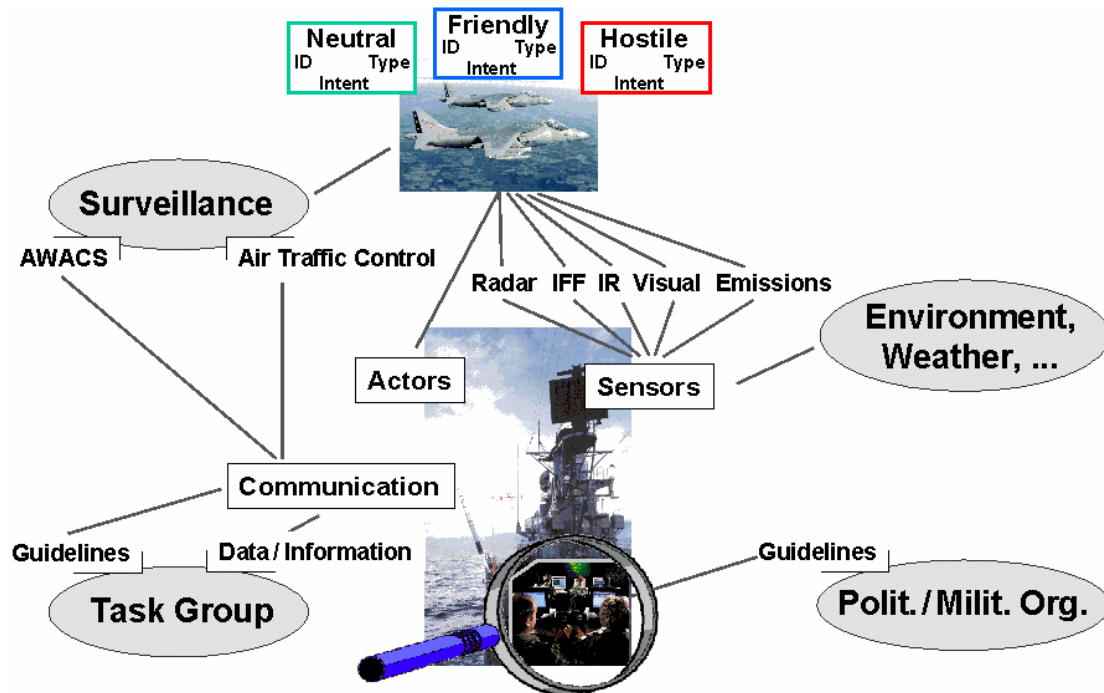 Neutral
ID Type
Intent
Friendly
ID Type
Intent
Hostile
ID Type
Intent
Surveillance
AWACS
Air Traffic Control
Radar IFF IR Visual Emissions
Environment,
Weather, ...
Actors
Sensors
Communication
Guidelines
Data / Information
Task Group
Guidelines
Polit. / Milit. Org.